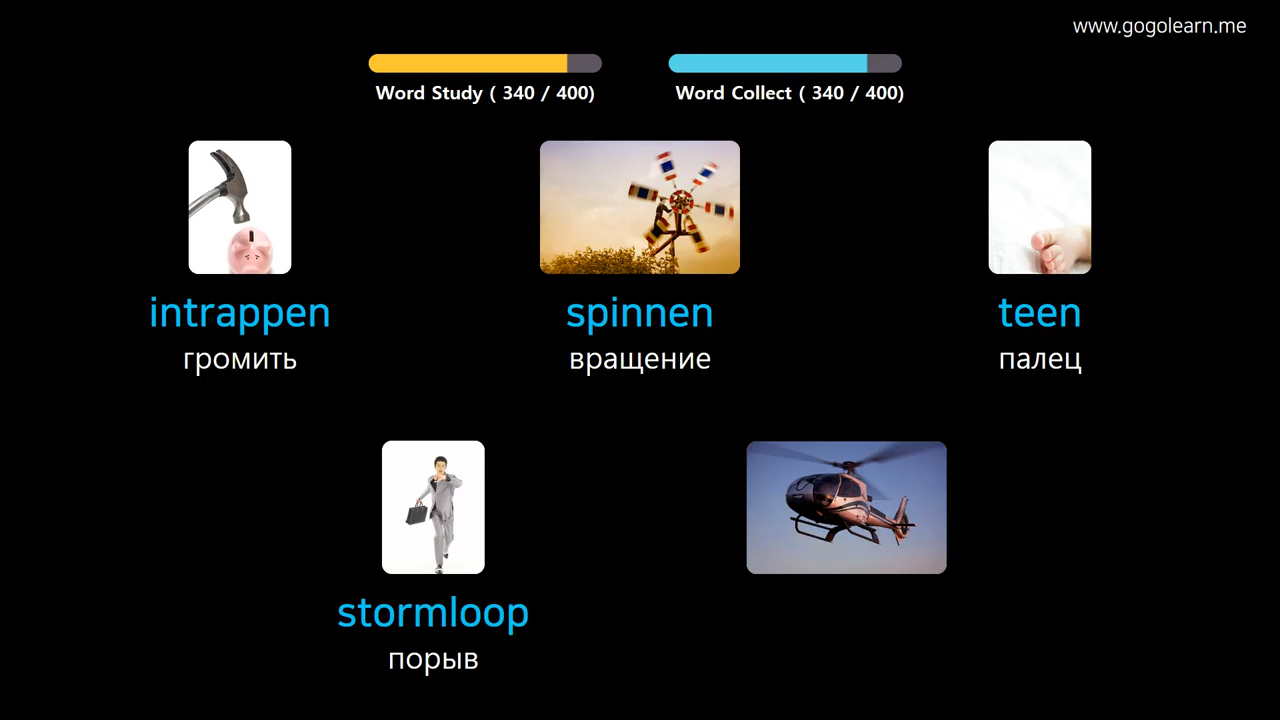 www.gogolearn.me
Word Study ( 340 / 400)
Word Collect ( 340 / 400)
intrappen
громить
spinnen
вращение
teen
палец
stormloop
порыв